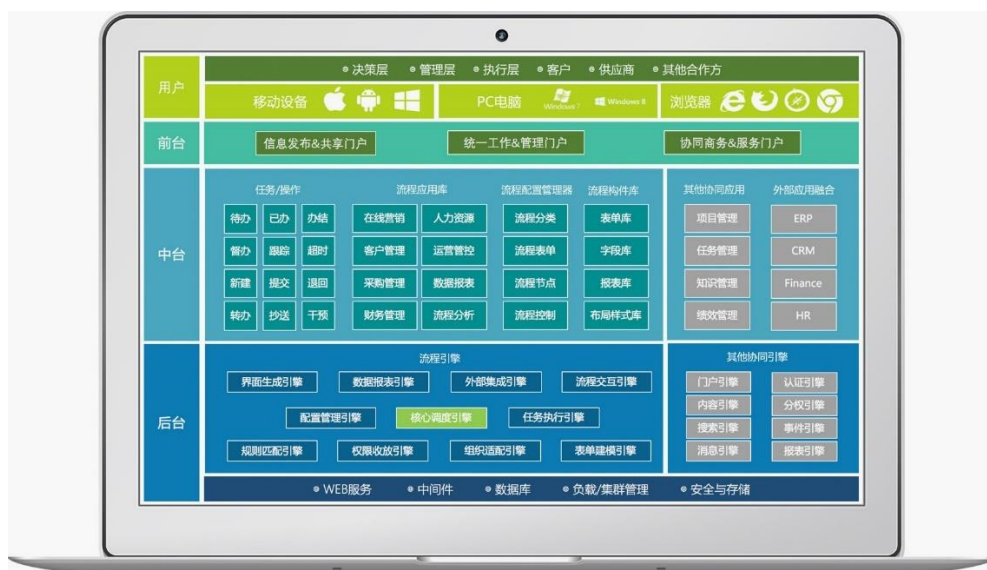 用户
决策层 管理层 执行层 客户 供应商 其他合作方
移动设备 PC电脑 Windows 7 Windows 8 浏览器
前台
信息发布&共享门户 统一工作&管理门户 协同商务&服务门户
中台
任务/操作 流程应用库 流程配置管理器 流程构件库 其他协同应用 外部应用融合
待办 已办 办结 在线营销 人力资源 流程分类 表单库 项目管理 ERP
督办 跟踪 超时 客户管理 运营管控 流程表单 字段库 任务管理 CRM
新建 提交 退回 采购管理 数据报表 流程节点 报表库 知识管理 Finance
转办 抄送 干预 财务管理 流程分析 流程控制 布局样式库 绩效管理 HR
后台
流程引擎
界面生成引擎 数据报表引擎 外部集成引擎 流程交互引擎
配置管理引擎 核心调度引擎 任务执行引擎
规则匹配引擎 权限收放引擎 组织适配引擎 表单建模引擎
其他协同引擎
门户引擎 认证引擎
内容引擎 分权引擎
搜索引擎 事件引擎
消息引擎 报表引擎
WEB服务 中间件 数据库 负载/集群管理 安全与存储